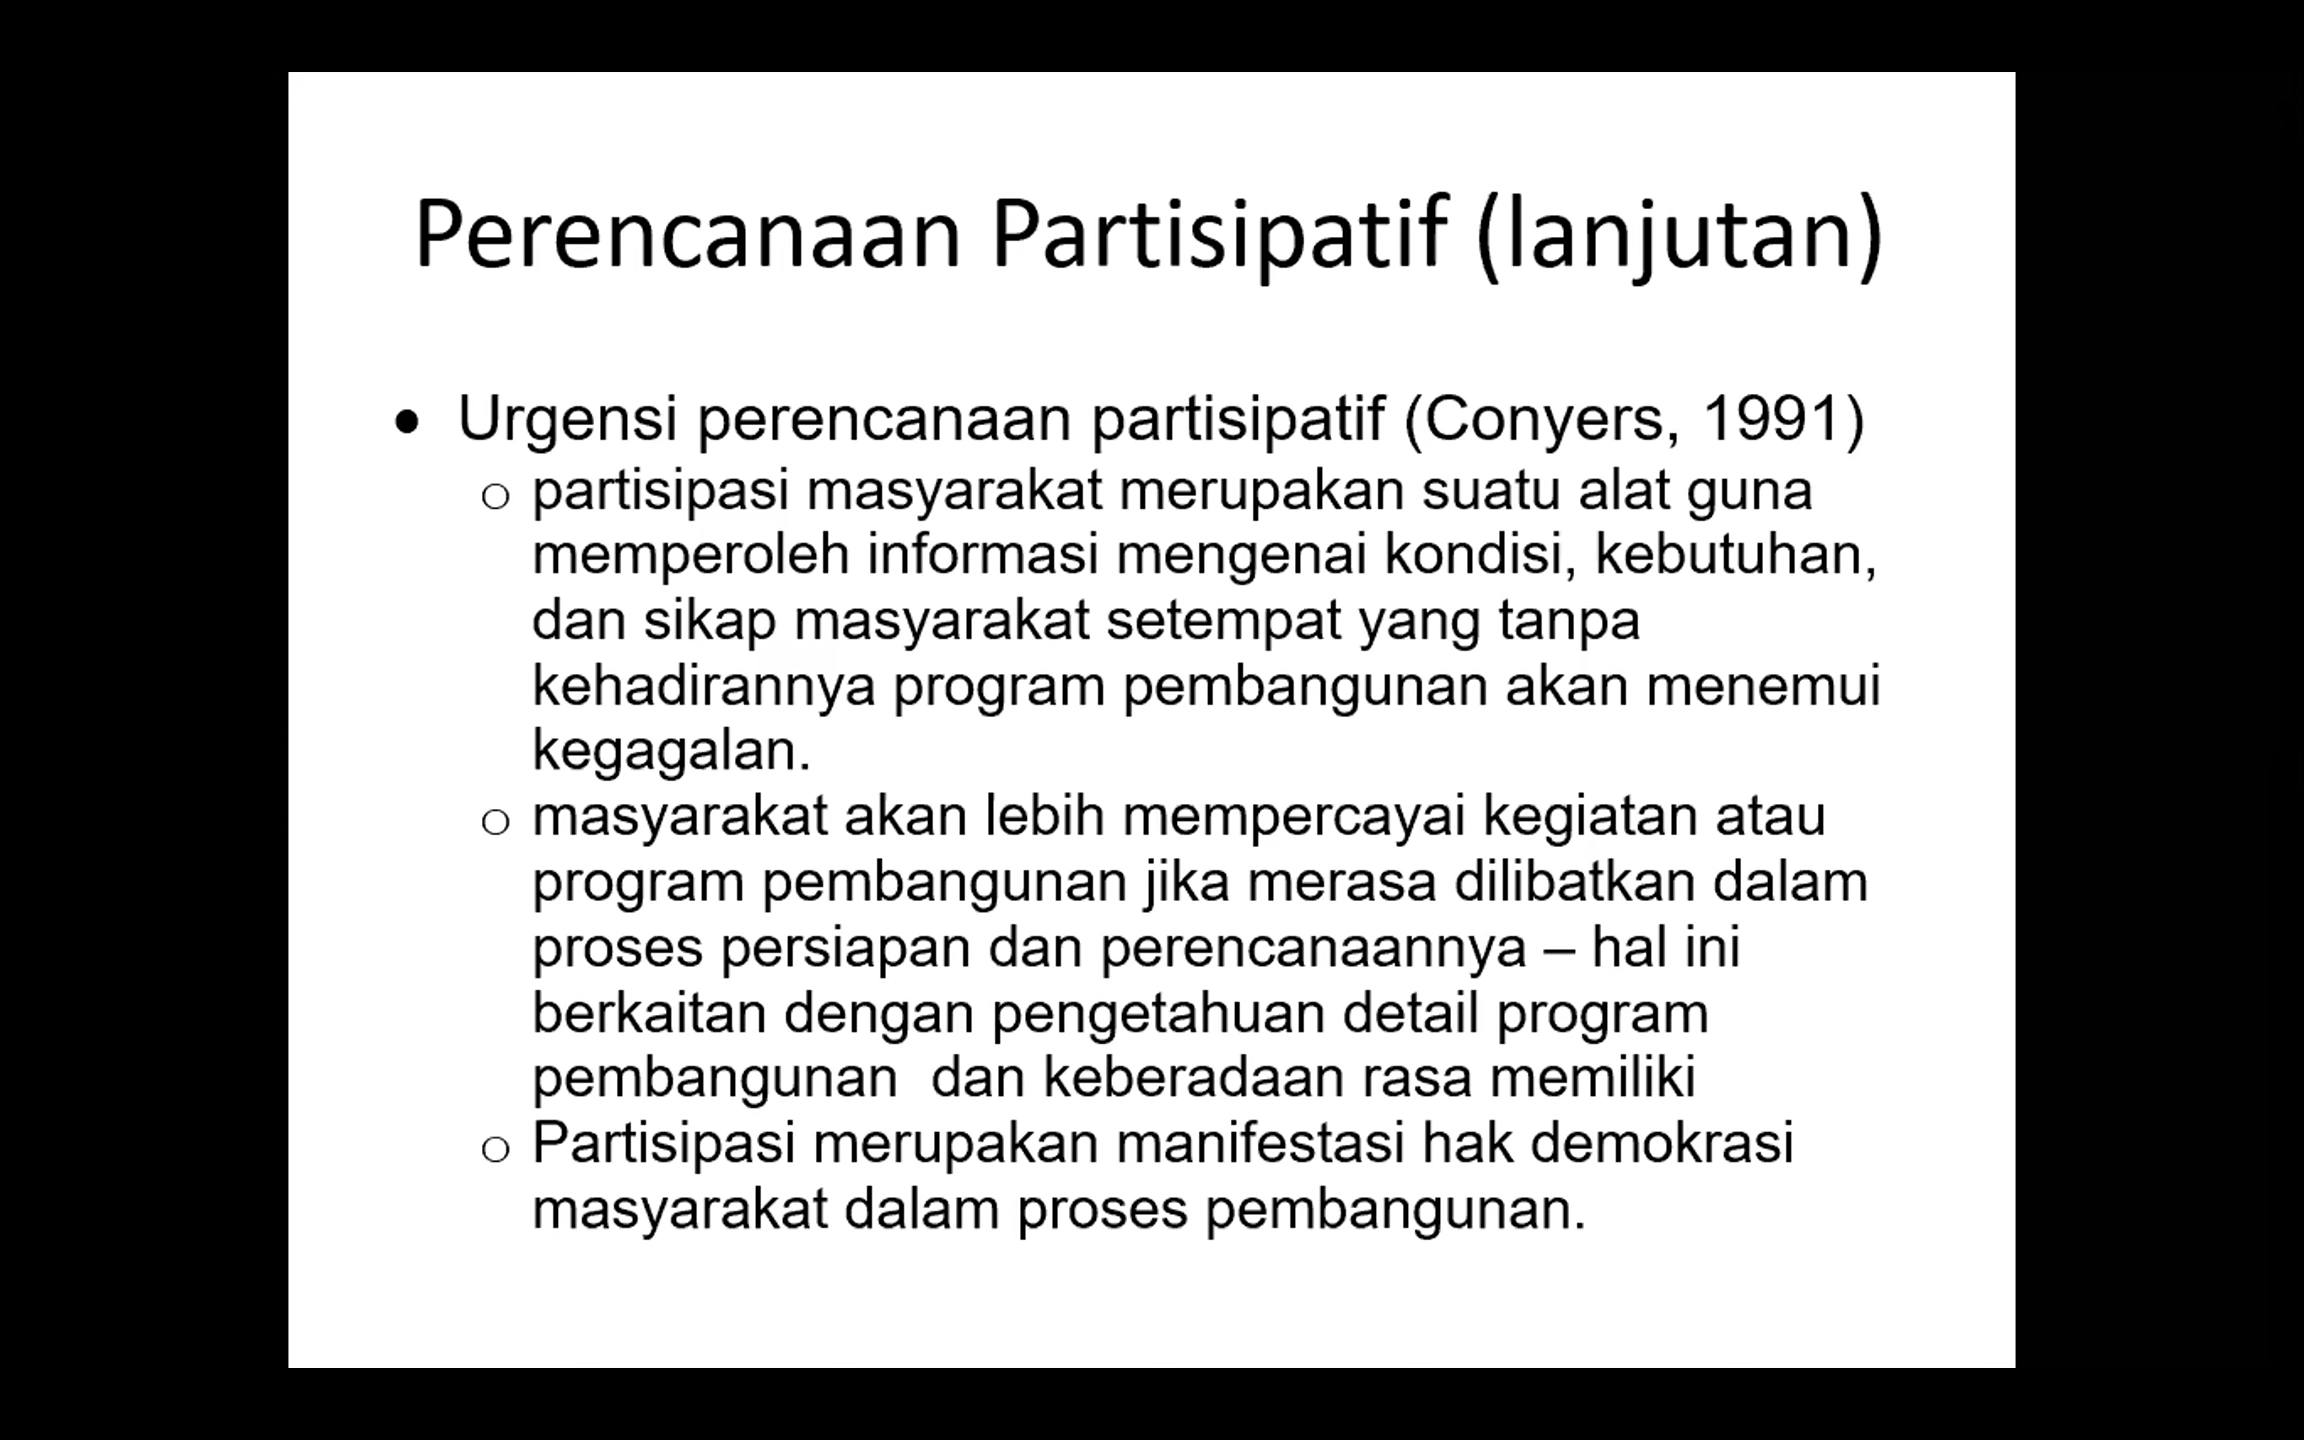 Perencanaan Partisipatif (lanjutan)
• Urgensi perencanaan partisipatif (Conyers, 1991)
o partisipasi masyarakat merupakan suatu alat guna
memperoleh informasi mengenai kondisi, kebutuhan,
dan sikap masyarakat setempat yang tanpa
kehadirannya program pembangunan akan menemui
kegagalan.
o masyarakat akan lebih mempercayai kegiatan atau
program pembangunan jika merasa dilibatkan dalam
proses persiapan dan perencanaannya – hal ini
berkaitan dengan pengetahuan detail program
pembangunan  dan keberadaan rasa memiliki
o Partisipasi merupakan manifestasi hak demokrasi
masyarakat dalam proses pembangunan.